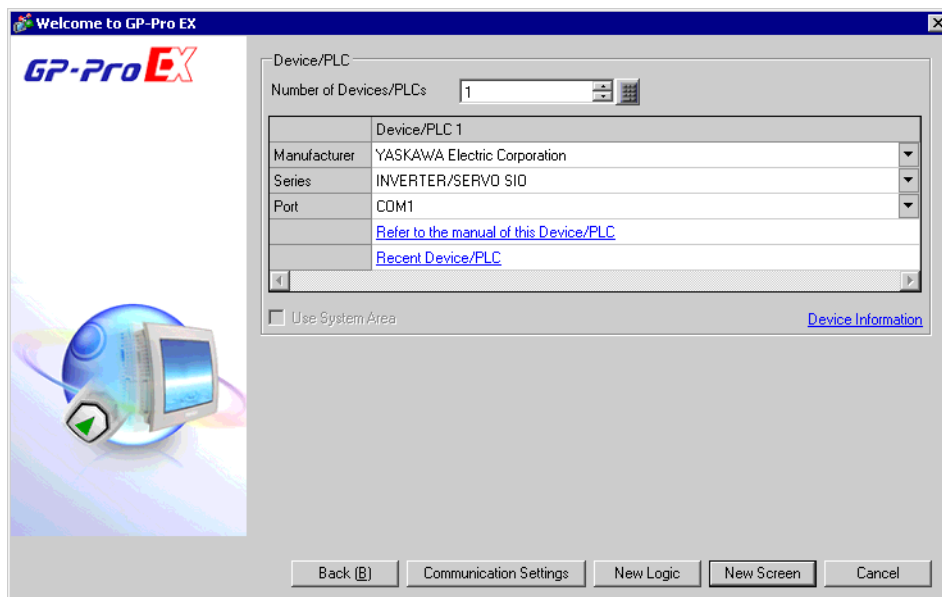 Welcome to GP-Pro EX
GP-Pro EX
Device/PLC
Number of Devices/PLCs 1
Device/PLC 1
Manufacturer YASKAWA Electric Corporation
Series INVERTER/SERVO SIO
Port COM1
Refer to the manual of this Device/PLC
Recent Device/PLC
Use System Area Device Information
Back (B) Communication Settings New Logic New Screen Cancel